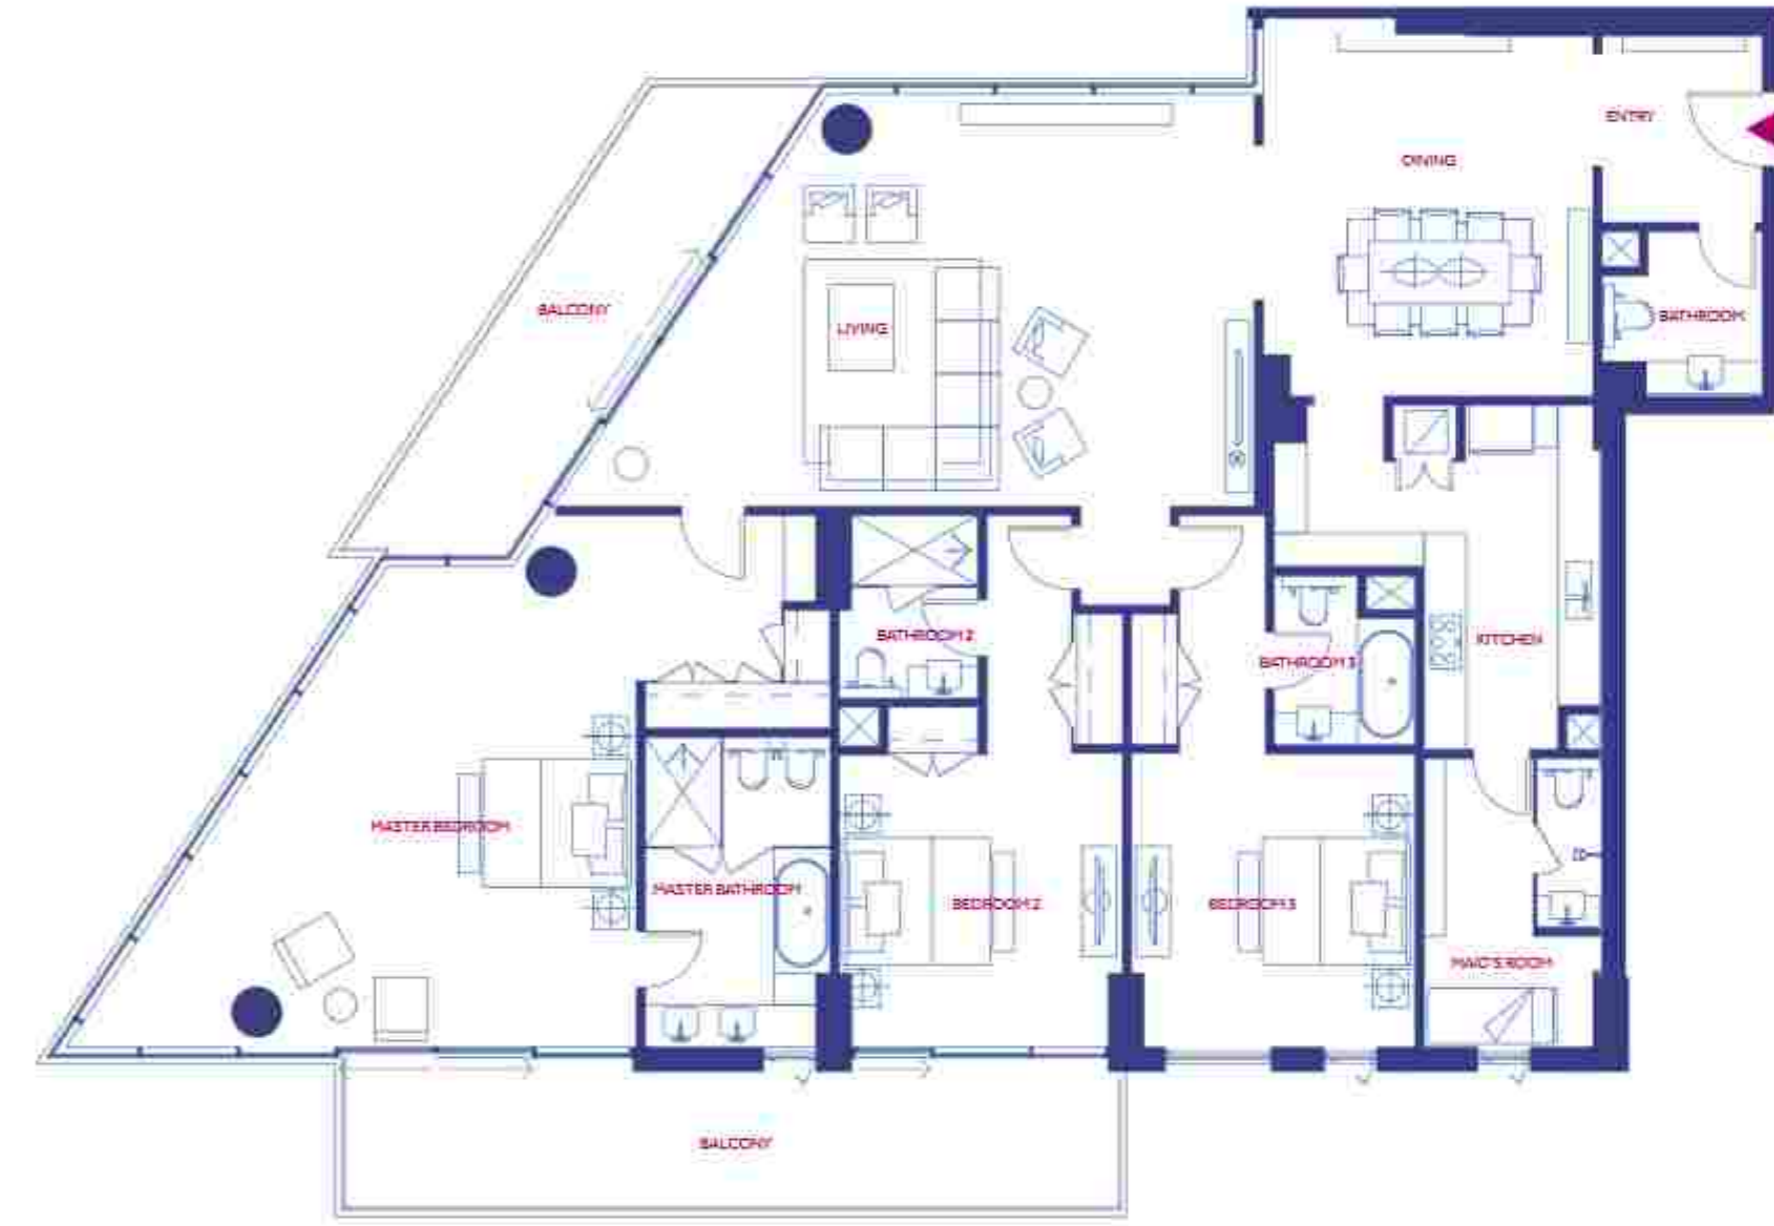 ENTRY
DINING
BALCONY
BATHROOM
LIVING
BATHROOM 2
KITCHEN
BATHROOM 3
MASTER BEDROOM
MASTER BATHROOM
BEDROOM 2
BEDROOM 3
MAID'S ROOM
BALCONY